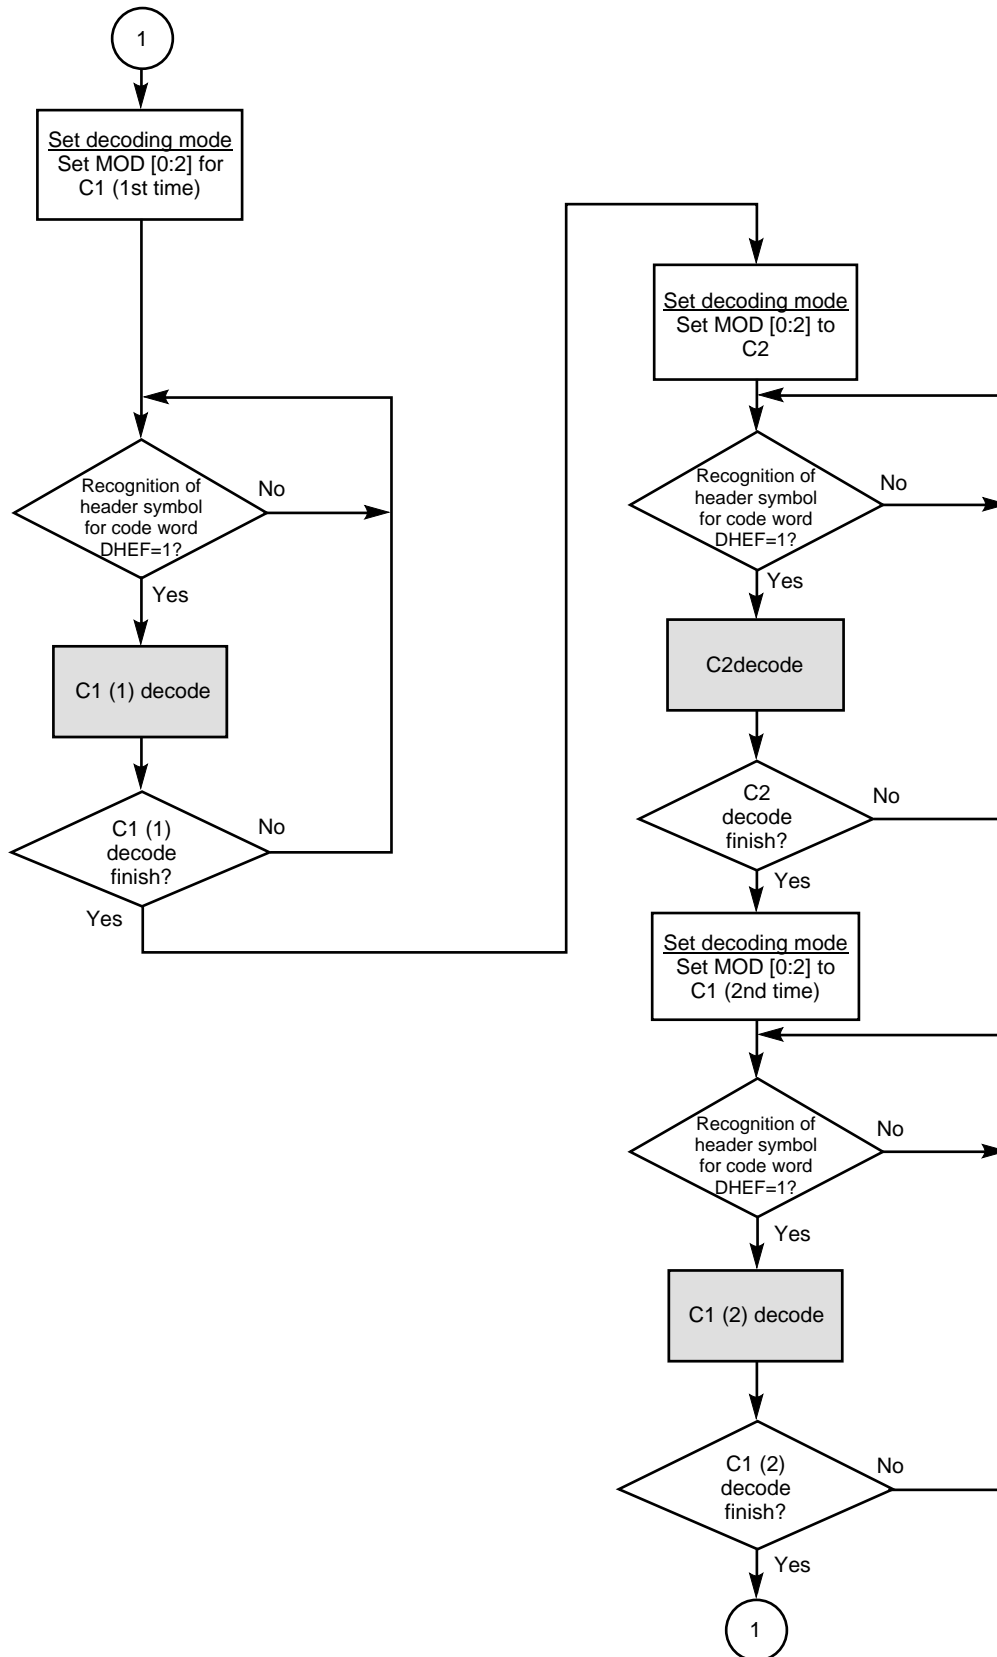 1
Set decoding mode
Set MOD [0:2] for
C1 (1st time)
Recognition of
header symbol
for code word
DHEF=1?
No
Yes
C1 (1) decode
C1 (1)
decode
finish?
No
Yes
Set decoding mode
Set MOD [0:2] to
C2
Recognition of
header symbol
for code word
DHEF=1?
No
Yes
C2decode
C2
decode
finish?
No
Yes
Set decoding mode
Set MOD [0:2] to
C1 (2nd time)
Recognition of
header symbol
for code word
DHEF=1?
No
Yes
C1 (2) decode
C1 (2)
decode
finish?
No
Yes
1